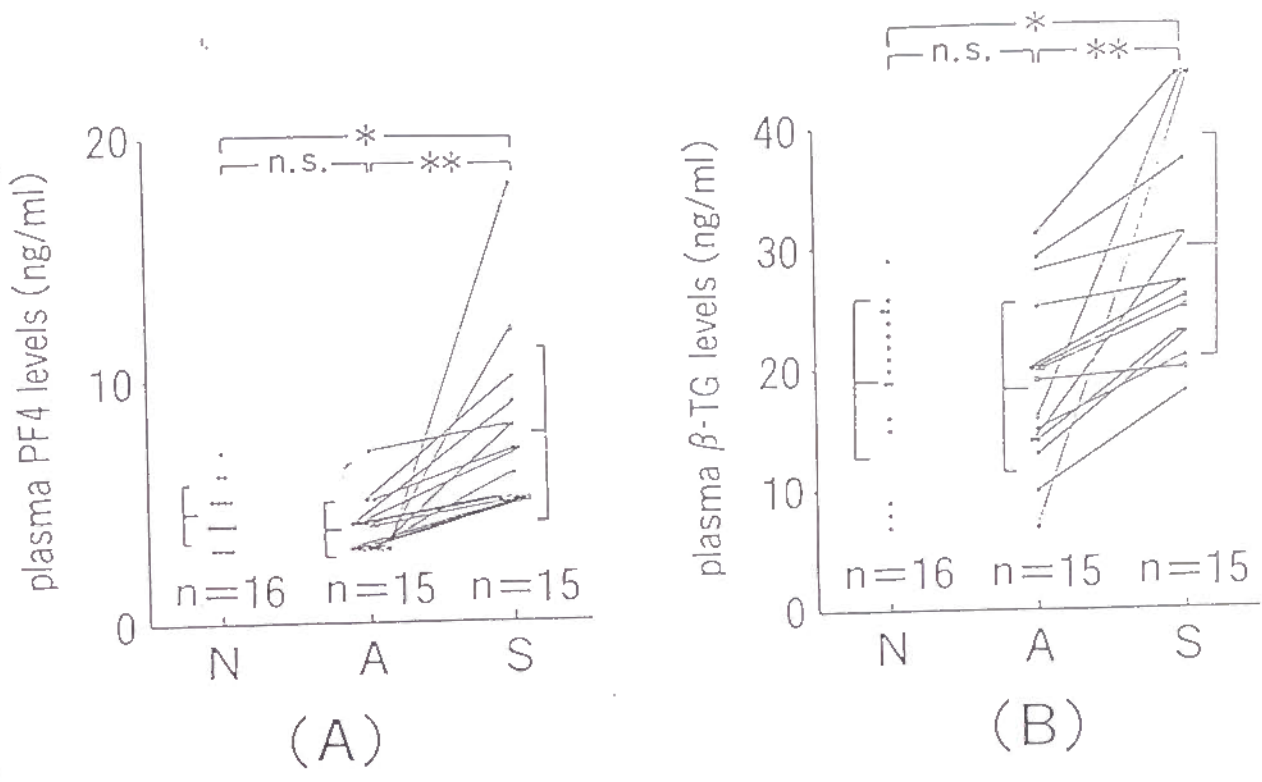 plasma PF4 levels (ng/ml)
20
10
0
*
n.s.
**
n=16
n=15
n=15
N
A
S
(A)
plasma β-TG levels (ng/ml)
40
30
20
10
0
*
n.s.
**
n=16
n=15
n=15
N
A
S
(B)